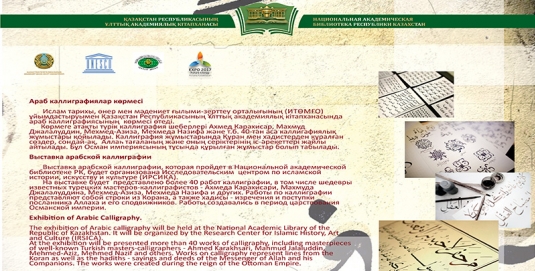 ҚАЗАҚСТАН РЕСПУБЛИКАСЫНЫҢ
ҰЛТТЫҚ АКАДЕМИЯЛЫҚ КІТАПХАНАСЫ
НАЦИОНАЛЬНАЯ АКАДЕМИЧЕСКАЯ
БИБЛИОТЕКА РЕСПУБЛИКИ КАЗАХСТАН
EXPO 2017
Араб каллиграфиялар көрмесі
Ислам тарихы, өнер мен мәдениет ғылыми-зерттеу орталығының (ИТӨМҒО)
ұйымдастыруымен Қазақстан Республикасының ұлттық академиялық кітапханасында
араб каллиграфиясының көрмесі өтеді.
Көрмеге атақты түрік каллиграфия шеберлері Ахмед Карахисар, Махмуд
Джалалуддин, Мехмед-Азиза, Мехмед Назифа және т.б. 40-тан аса каллигафиялық
жұмыстары қойылады. Каллиграфия жұмыстарында Құран мен хадистерден құралған
сөздер, сондай-ақ, Аллах тағаланың және оның серіктерінің іс-әрекеттері жайлы
айтылады. Бұл Осман империясының тұсында құрылған жұмыстар болып табылады.
Выставка арабской каллиграфии
Выставка арабской каллиграфии, которая пройдет в Национальной академической
библиотеке РК, будет организована Исследовательским центром по исламской
истории, искусству и культуре (ИРСИКА).
На выставке будет представлено более 40 работ каллиграфии, в том числе шедевры
известных турецких мастеров-каллиграфистов - Ахмеда Карахисари, Махмуда
Джалалуддина, Мехмед-Азиза, Мехмед Назифа и других. Работы по каллиграфии
представляют собой строки из Корана, а также хадисы - изречения и поступки
посланника Аллаха и его сподвижников. Работы создавались в период царствования
Османской империи.
Exhibition of Arabic Calligraphy.
The exhibition of Arabic calligraphy will be held at the National Academic Library of the
Republic of Kazakhstan. It will be organized by the Research Center for Islamic History, Art
and Culture (IRSICA).
At the exhibition will be presented more than 40 works of calligraphy, including masterpieces
of well-known Turkish masters-calligraphers - Ahmed Karakhsari, Mahmud Jalaluddin,
Mehmed-Aziz, Mehmed Nazif and others. Works on calligraphy represent lines from the
Koran as well as the hadiths - sayings and deeds of the Messenger of Allah and his
Companions. The works were created during the reign of the Ottoman Empire.